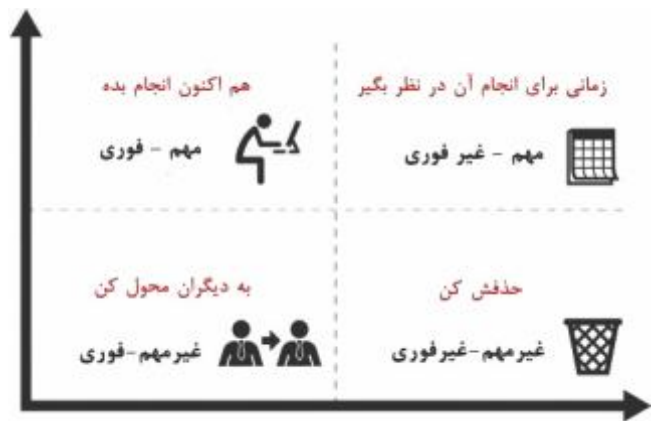 زمانی برای انجام آن در نظر بگیر
مهم - غیر فوری
هم اکنون انجام بده
مهم - فوری
حذفش کن
غیرمهم-غیرفوری
به دیگران محول کن
غیرمهم-فوری